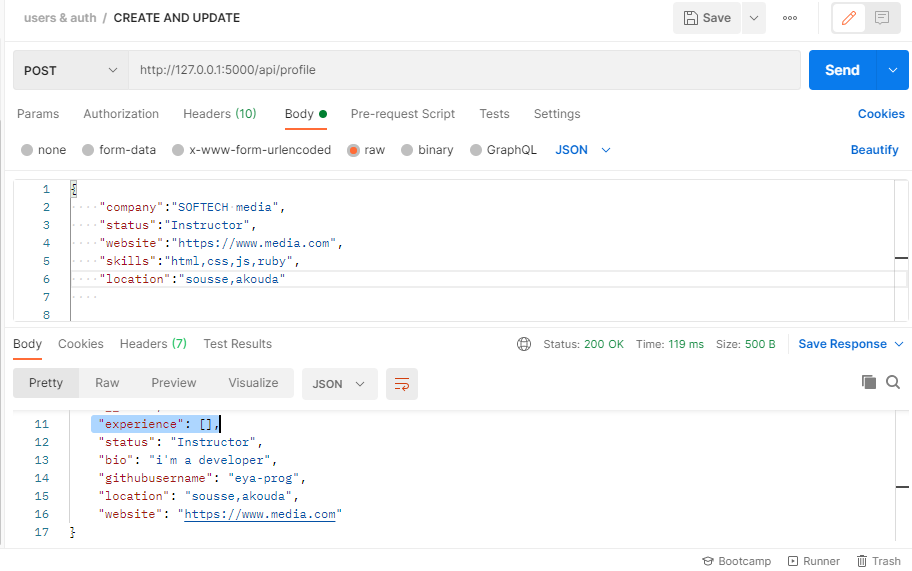 users & auth / CREATE AND UPDATE Save
POST http://127.0.0.1:5000/api/profile Send
Params Authorization Headers (10) Body Pre-request Script Tests Settings Cookies
none form-data x-www-form-urlencoded raw binary GraphQL JSON Beautify
1 {
2 "company":"SOFTECH·media",
3 "status":"Instructor",
4 "website":"https://www.media.com",
5 "skills":"html,css,js,ruby",
6 "location":"sousse,akouda"
7
8
Body Cookies Headers (7) Test Results Status: 200 OK Time: 119 ms Size: 500 B Save Response
Pretty Raw Preview Visualize JSON
11 "experience": [],
12 "status": "Instructor",
13 "bio": "i'm a developer",
14 "githubusername": "eya-prog",
15 "location": "sousse,akouda",
16 "website": "https://www.media.com"
17 }
Bootcamp Runner Trash